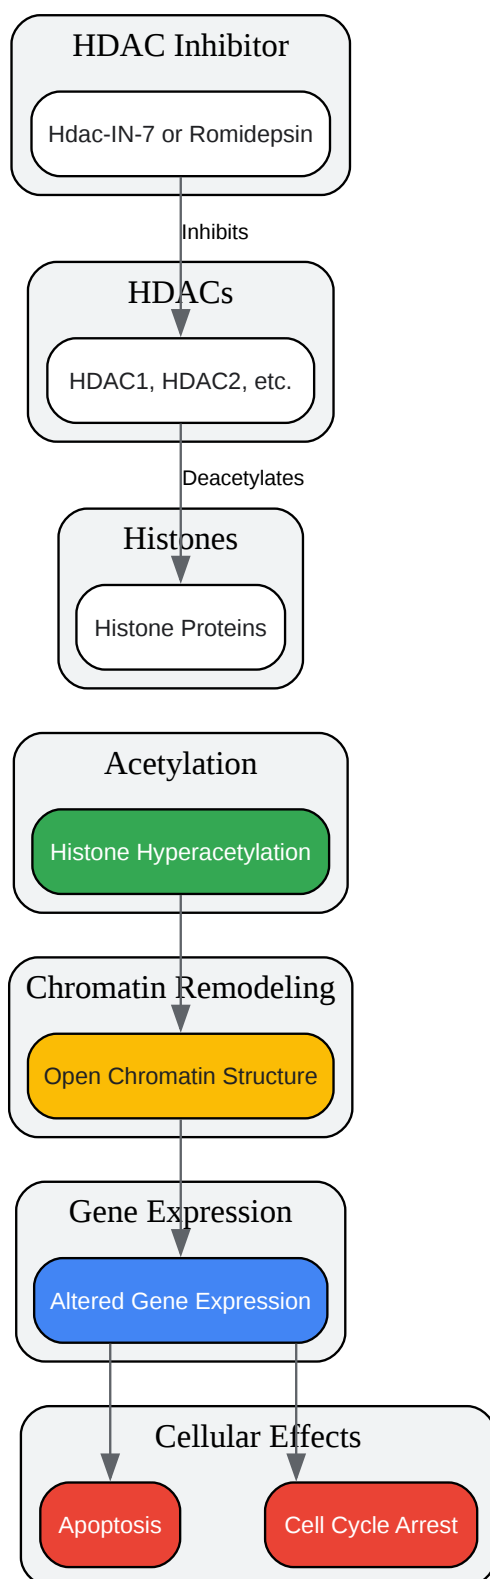 HDAC Inhibitor
Hdac-IN-7 or Romidepsin
Inhibits
HDACs
HDAC1, HDAC2, etc.
Deacetylates
Histones
Histone Proteins
Acetylation
Histone Hyperacetylation
Chromatin Remodeling
Open Chromatin Structure
Gene Expression
Altered Gene Expression
Cellular Effects
Apoptosis
Cell Cycle Arrest